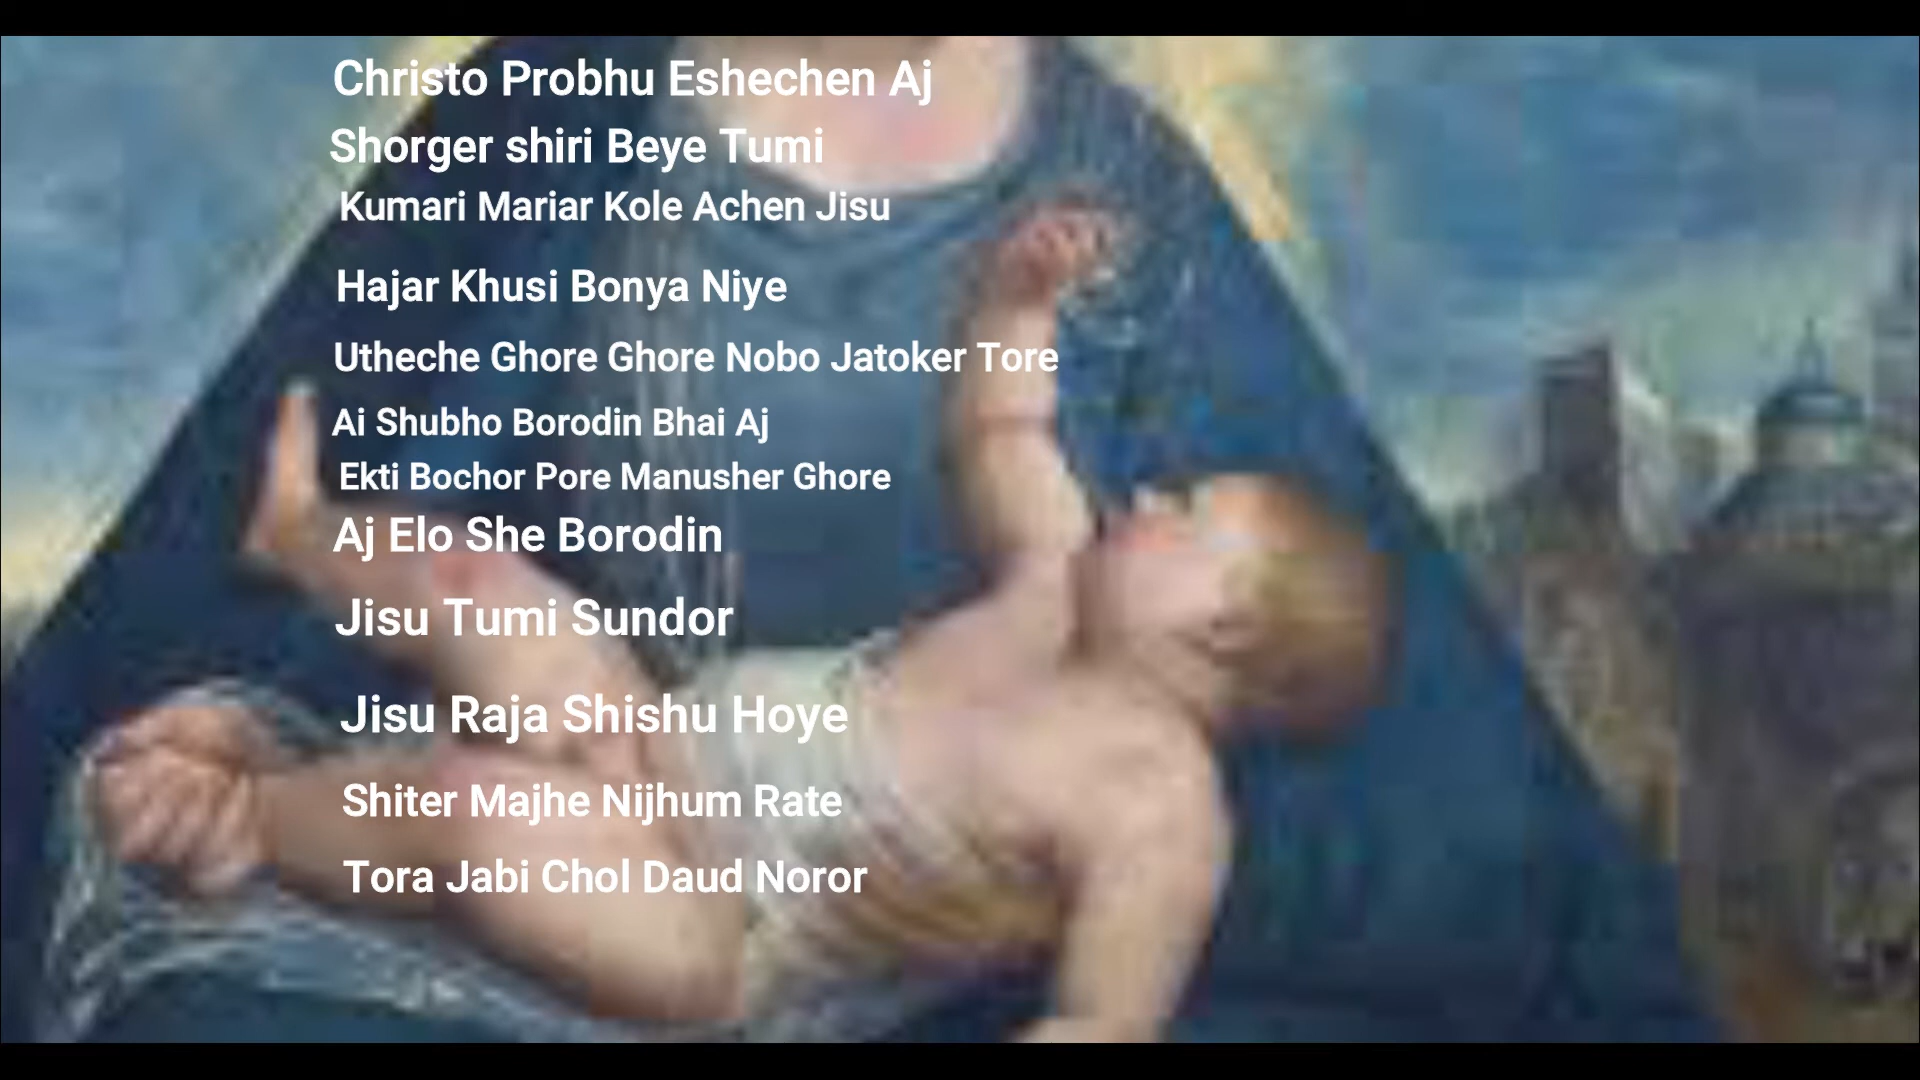 Christo Probhu Eshechen Aj
Shorger shiri Beye Tumi
Kumari Mariar Kole Achen Jisu
Hajar Khusi Bonya Niye
Utheche Ghore Ghore Nobo Jatoker Tore
Ai Shubho Borodin Bhai Aj
Ekti Bochor Pore Manusher Ghore
Aj Elo She Borodin
Jisu Tumi Sundor
Jisu Raja Shishu Hoye
Shiter Majhe Nijhum Rate
Tora Jabi Chol Daud Noror